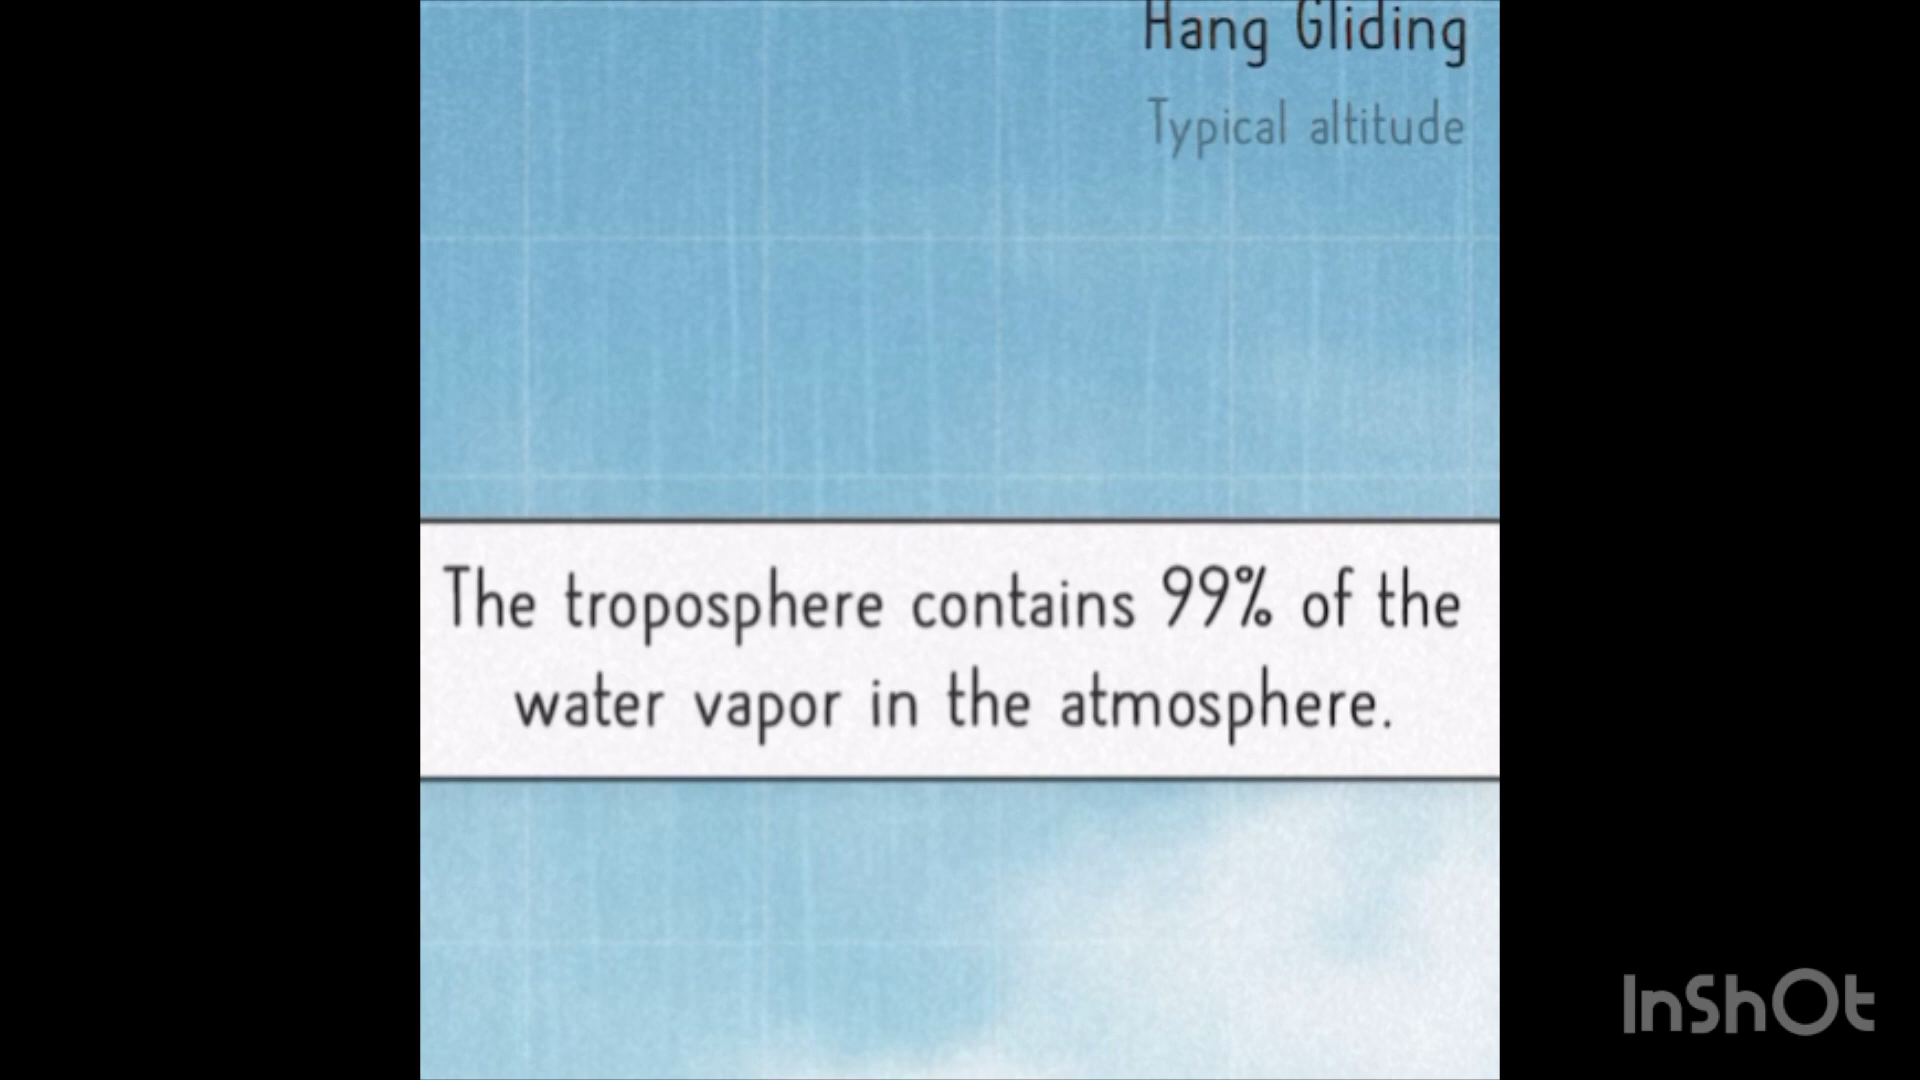 Hang Gliding
Typical altitude
The troposphere contains 99% of the
water vapor in the atmosphere.
InShOt